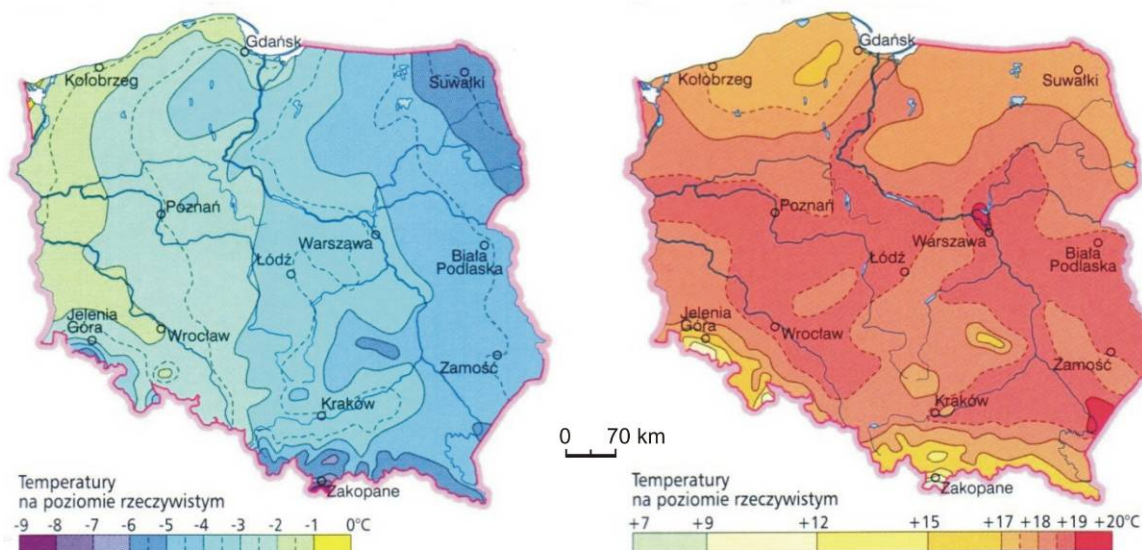 Gdańsk
Kołobrzeg
Suwałki
Poznań
Warszawa
Łódź
Biała
Podlaska
Jelenia
Góra
Wrocław
Zamość
Kraków
Zakopane
Temperatury
na poziomie rzeczywistym
-9 -8 -7 -6 -5 -4 -3 -2 -1 0°C
0 70 km
Gdańsk
Kołobrzeg
Suwałki
Poznań
Warszawa
Łódź
Biała
Podlaska
Jelenia
Góra
Wrocław
Zamość
Kraków
Zakopane
Temperatury
na poziomie rzeczywistym
+7 +9 +12 +15 +17 +18 +19 +20°C